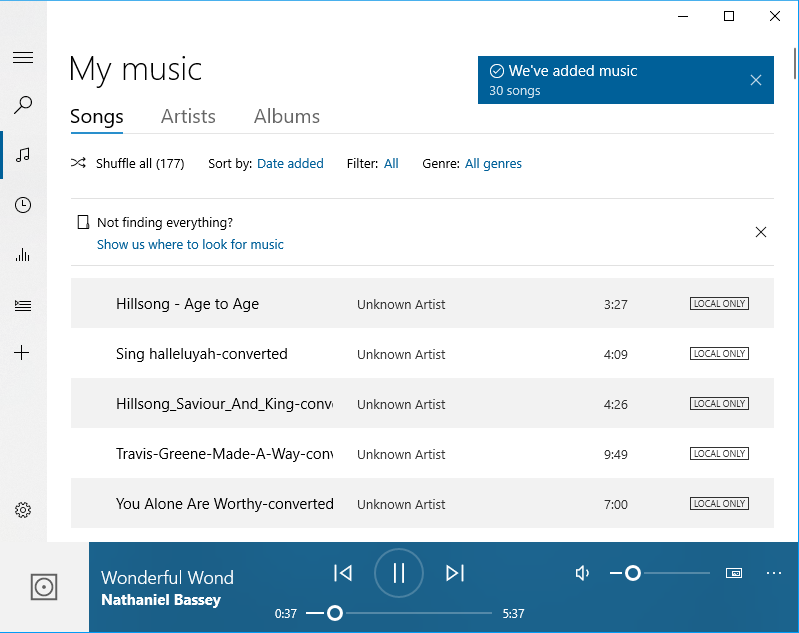 My music
We've added music
30 songs
Songs Artists Albums
Shuffle all (177) Sort by: Date added Filter: All Genre: All genres
Not finding everything?
Show us where to look for music
Hillsong - Age to Age Unknown Artist 3:27 LOCAL ONLY
Sing halleluyah-converted Unknown Artist 4:09 LOCAL ONLY
Hillsong_Saviour_And_King-conv Unknown Artist 4:26 LOCAL ONLY
Travis-Greene-Made-A-Way-conv Unknown Artist 9:49 LOCAL ONLY
You Alone Are Worthy-converted Unknown Artist 7:00 LOCAL ONLY
Wonderful Wond
Nathaniel Bassey
0:37 5:37